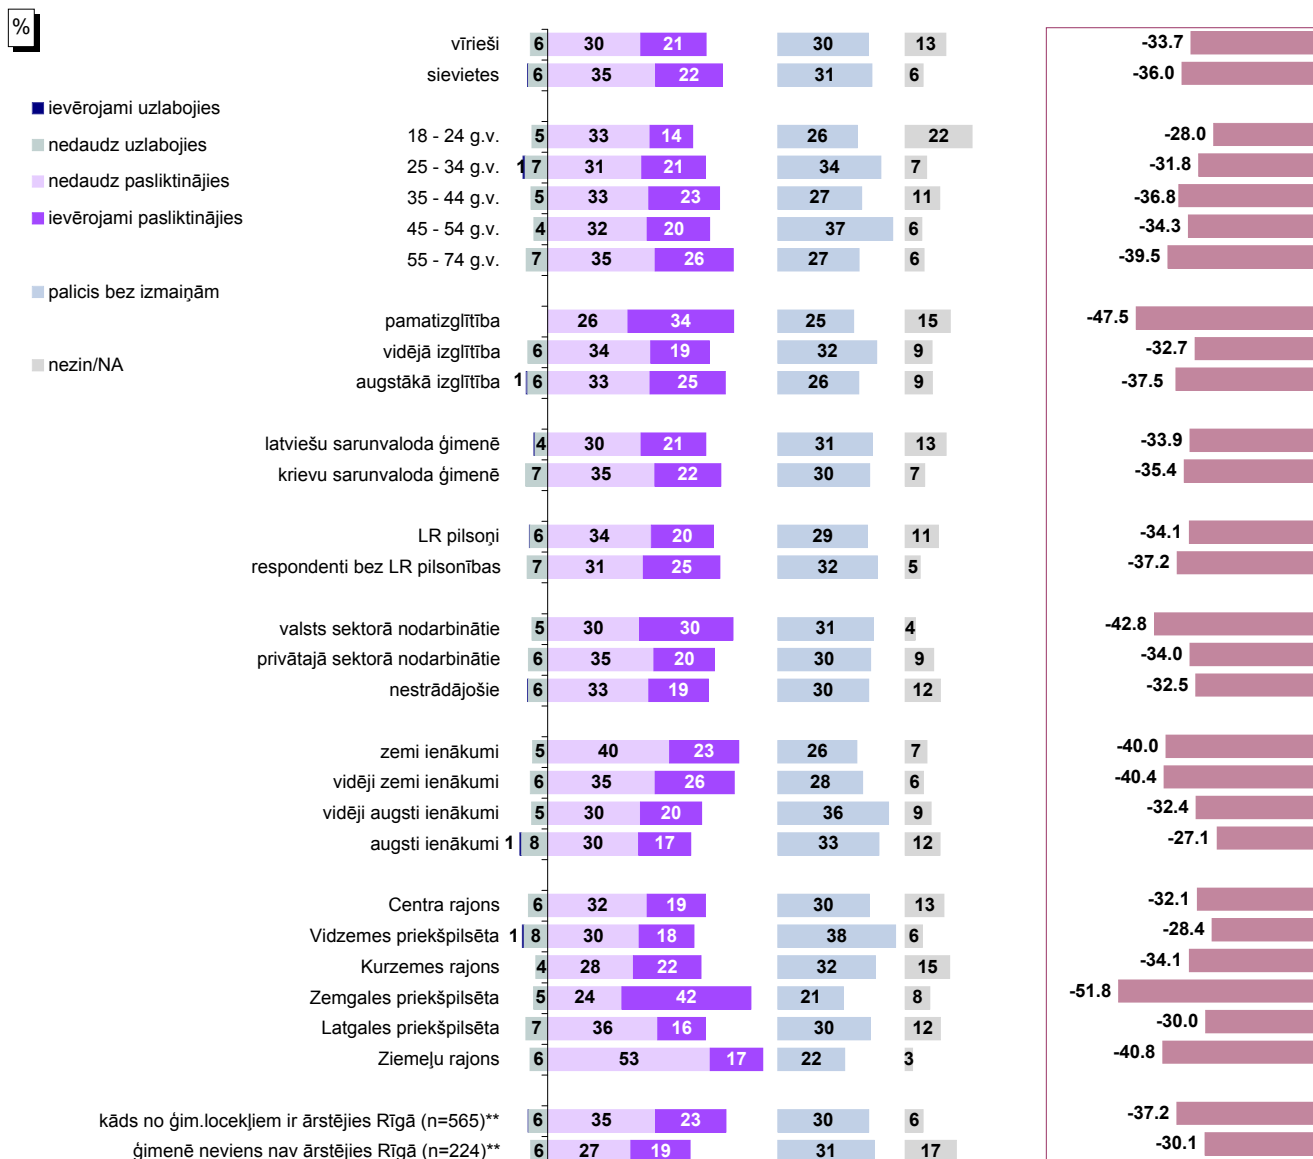 %
vīrieši 6 30 21 30 13 -33.7
sievietes 6 35 22 31 6 -36.0
ievērojami uzlabojies
nedaudz uzlabojies
nedaudz pasliktinājies
ievērojami pasliktinājies
palicis bez izmaiņām
nezin/NA
18 - 24 g.v. 5 33 14 26 22 -28.0
25 - 34 g.v. 1 7 31 21 34 7 -31.8
35 - 44 g.v. 5 33 23 27 11 -36.8
45 - 54 g.v. 4 32 20 37 6 -34.3
55 - 74 g.v. 7 35 26 27 6 -39.5
pamatizglītība 26 34 25 15 -47.5
vidējā izglītība 6 34 19 32 9 -32.7
augstākā izglītība 1 6 33 25 26 9 -37.5
latviešu sarunvaloda ģimenē 4 30 21 31 13 -33.9
krievu sarunvaloda ģimenē 7 35 22 30 7 -35.4
LR pilsoņi 6 34 20 29 11 -34.1
respondenti bez LR pilsonības 7 31 25 32 5 -37.2
valsts sektorā nodarbinātie 5 30 30 31 4 -42.8
privātajā sektorā nodarbinātie 6 35 20 30 9 -34.0
nestrādājošie 6 33 19 30 12 -32.5
zemi ienākumi 5 40 23 26 7 -40.0
vidēji zemi ienākumi 6 35 26 28 6 -40.4
vidēji augsti ienākumi 5 30 20 36 9 -32.4
augsti ienākumi 1 8 30 17 33 12 -27.1
Centra rajons 6 32 19 30 13 -32.1
Vidzemes priekšpilsēta 1 8 30 18 38 6 -28.4
Kurzemes rajons 4 28 22 32 15 -34.1
Zemgales priekšpilsēta 5 24 42 21 8 -51.8
Latgales priekšpilsēta 7 36 16 30 12 -30.0
Ziemeļu rajons 6 53 17 22 3 -40.8
kāds no ģim.locekļiem ir ārstējies Rīgā (n=565)** 6 35 23 30 6 -37.2
ģimenē neviens nav ārstējies Rīgā (n=224)** 6 27 19 31 17 -30.1